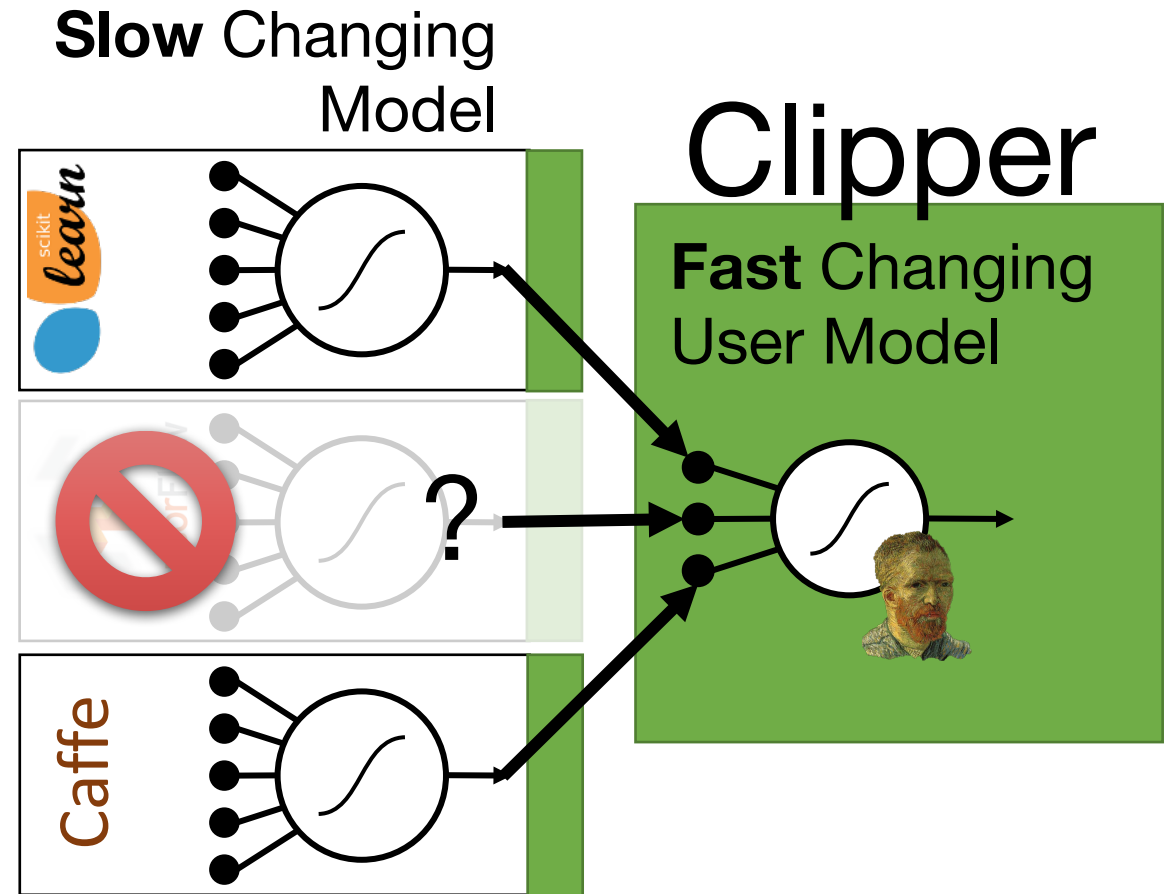 Slow Changing
Model
Clipper
scikit
learn
Fast Changing
User Model
?
Caffe